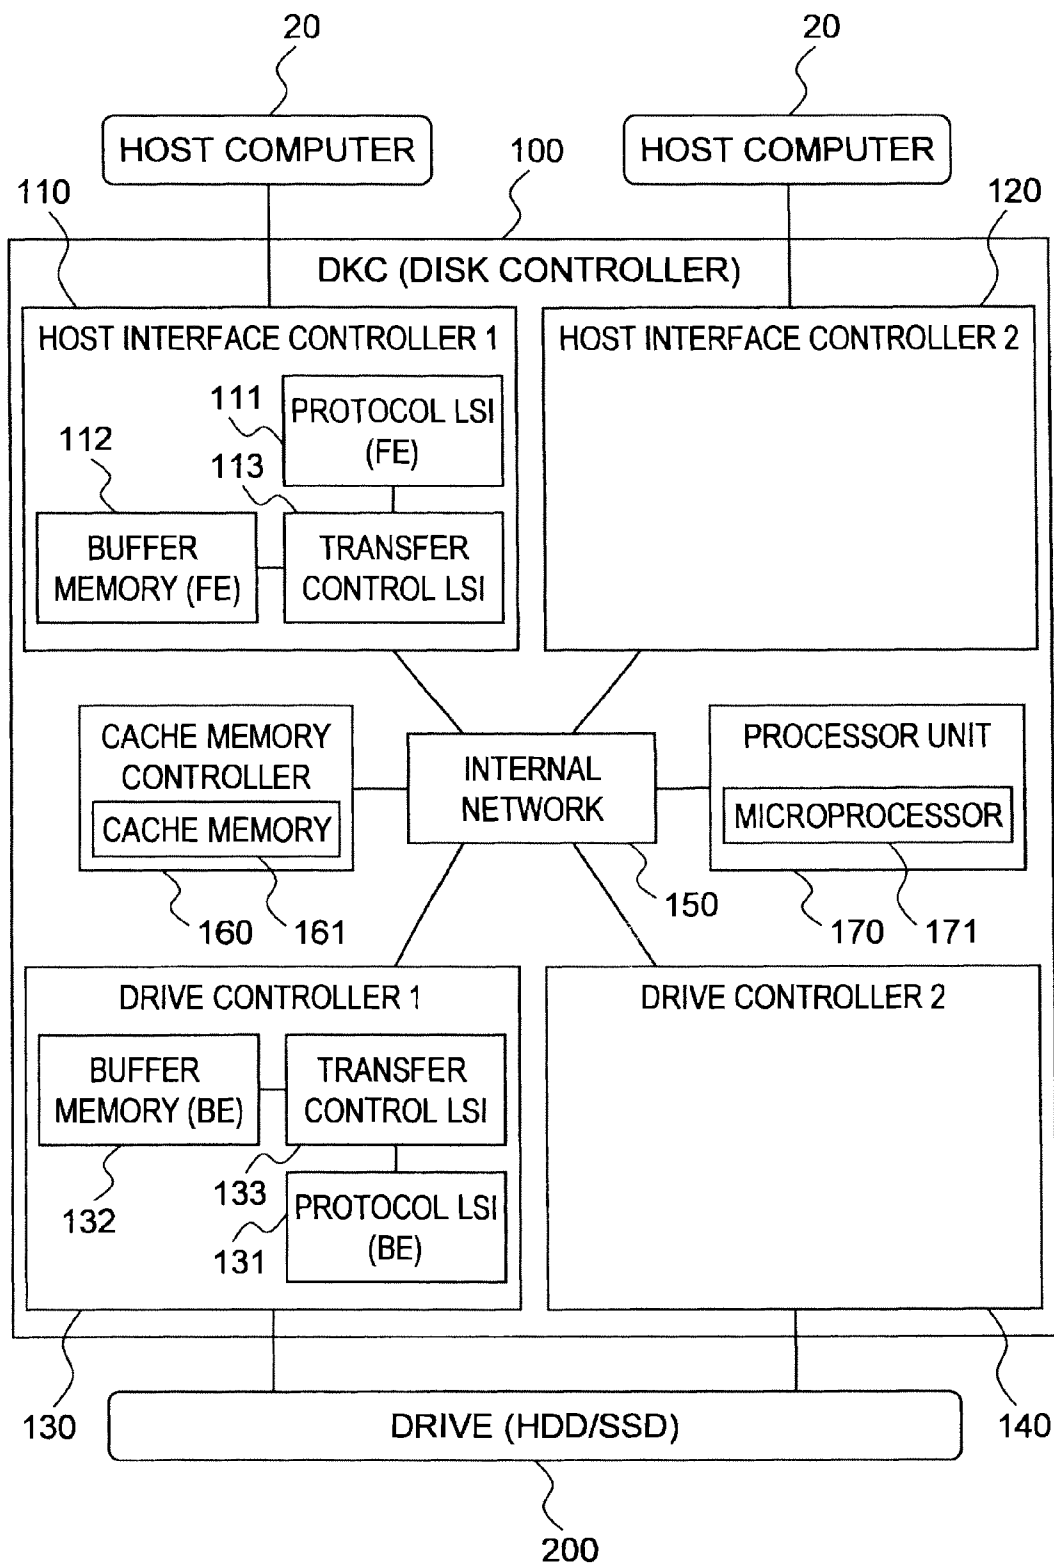 20
20
HOST COMPUTER
HOST COMPUTER
100
110
120
DKC (DISK CONTROLLER)
HOST INTERFACE CONTROLLER 1
HOST INTERFACE CONTROLLER 2
111
PROTOCOL LSI
(FE)
112
113
BUFFER
MEMORY (FE)
TRANSFER
CONTROL LSI
CACHE MEMORY
CONTROLLER
CACHE MEMORY
INTERNAL
NETWORK
PROCESSOR UNIT
MICROPROCESSOR
160
161
150
170
171
DRIVE CONTROLLER 1
DRIVE CONTROLLER 2
BUFFER
MEMORY (BE)
TRANSFER
CONTROL LSI
132
133
131
PROTOCOL LSI
(BE)
130
DRIVE (HDD/SSD)
140
200